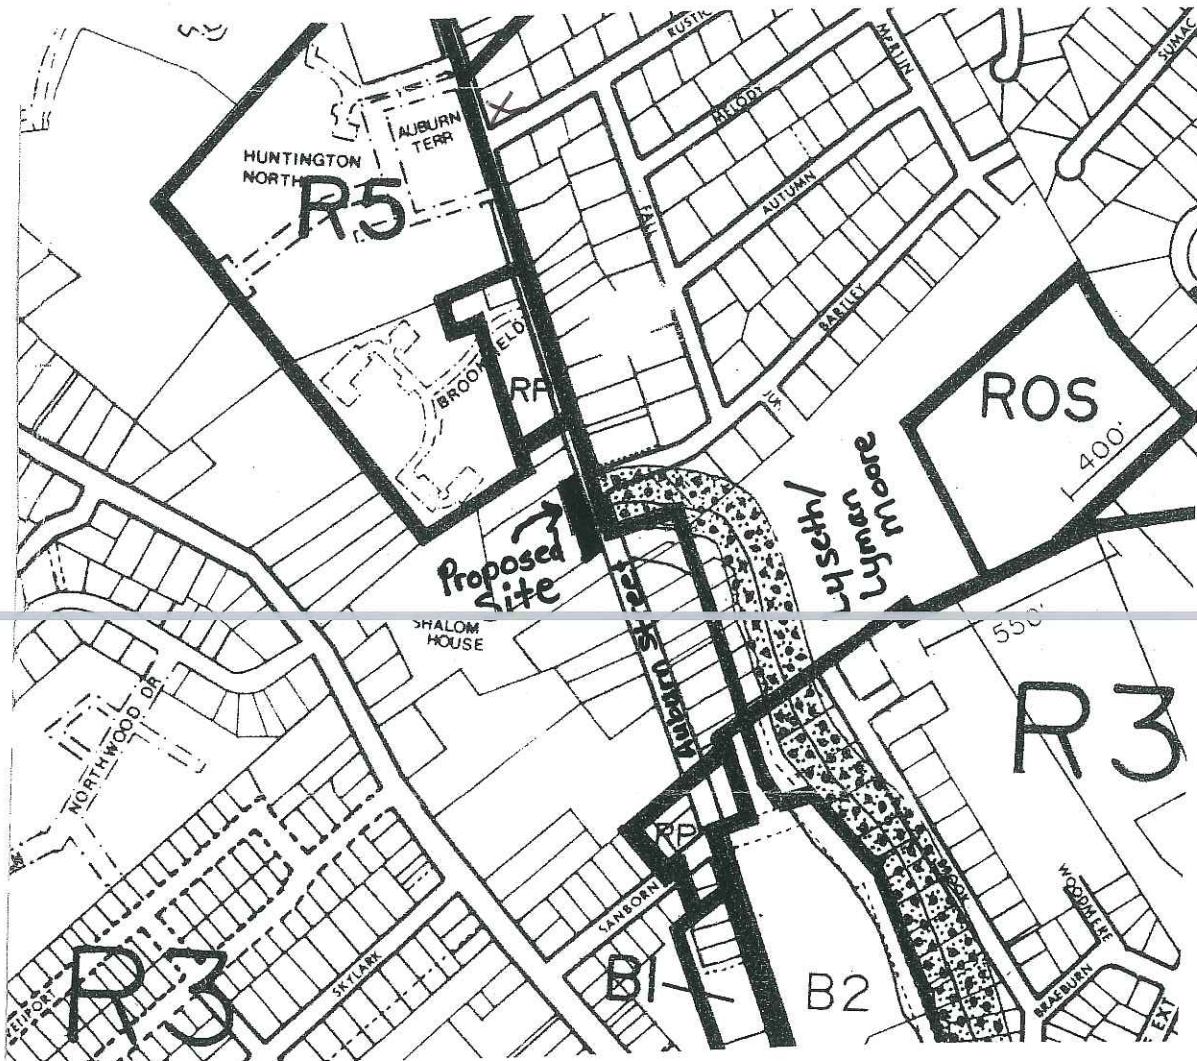 RUSTIC
MERLIN
SUMAC
MELODY
AUBURN
TERR
HUNTINGTON
NORTH
R5
AUTUMN
FALL
BARTLEY
BROOKFIELD
RP
ROS
400'
Lyseth/
Lyman
Moore
Proposed
Site
Auburn Street
SHALOM
HOUSE
550'
R3
NORTHWOOD DR
RP
SANBORN
WOODMERE
SKYLARK
R3
B1
B2
BRAEBURN
EXT